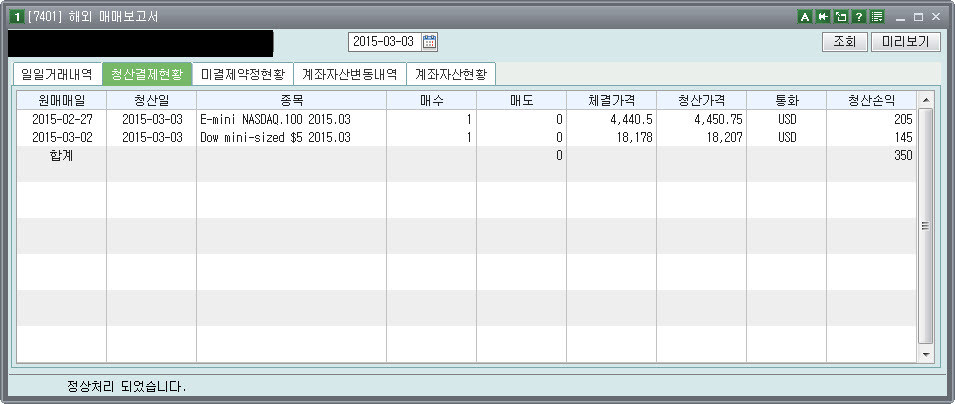 1 [7401] 해외 매매보고서 A ?
2015-03-03 조회 미리보기
일일거래내역 청산결제현황 미결제약정현황 계좌자산변동내역 계좌자산현황
원매매일 청산일 종목 매수 매도 체결가격 청산가격 통화 청산손익
2015-02-27 2015-03-03 E-mini NASDAQ.100 2015.03 1 0 4,440.5 4,450.75 USD 205
2015-03-02 2015-03-03 Dow mini-sized $5 2015.03 1 0 18,178 18,207 USD 145
합계 0 350
정상처리 되었습니다.